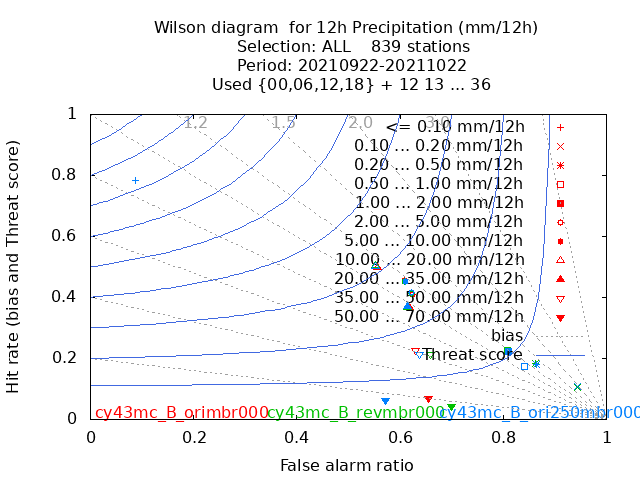 Wilson diagram  for 12h Precipitation (mm/12h)
Selection: ALL    839 stations
Period: 20210922-20211022
Used {00,06,12,18} + 12 13 ... 36
Hit rate (bias and Threat score)
1
0.8
0.6
0.4
0.2
0
1.2
1.5
2.0
3.0
<= 0.10 mm/12h
0.10 ... 0.20 mm/12h
0.20 ... 0.50 mm/12h
0.50 ... 1.00 mm/12h
1.00 ... 2.00 mm/12h
2.00 ... 5.00 mm/12h
5.00 ... 10.00 mm/12h
10.00 ... 20.00 mm/12h
20.00 ... 35.00 mm/12h
35.00 ... 50.00 mm/12h
50.00 ... 70.00 mm/12h
bias
Threat score
cy43mc_B_orimbr000
cy43mc_B_revmbr000
cy43mc_B_ori250mbr000
0
0.2
0.4
0.6
0.8
1
False alarm ratio